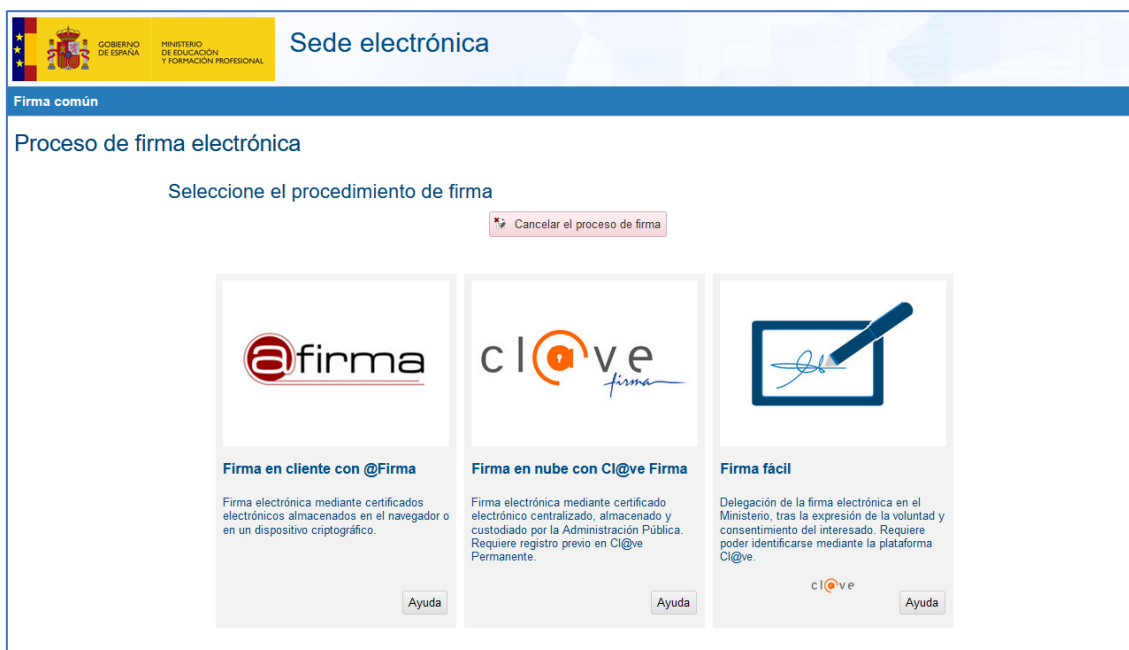 GOBIERNO
DE ESPAÑA
MINISTERIO
DE EDUCACIÓN
Y FORMACIÓN PROFESIONAL
Sede electrónica
Firma común
Proceso de firma electrónica
Seleccione el procedimiento de firma
Cancelar el proceso de firma
@firma
cl@ve
firma
Firma en cliente con @Firma
Firma electrónica mediante certificados
electrónicos almacenados en el navegador o
en un dispositivo criptográfico.
Ayuda
Firma en nube con Cl@ve Firma
Firma electrónica mediante certificado
electrónico centralizado, almacenado y
custodiado por la Administración Pública.
Requiere registro previo en Cl@ve
Permanente.
Ayuda
Firma fácil
Delegación de la firma electrónica en el
Ministerio, tras la expresión de la voluntad y
consentimiento del interesado. Requiere
poder identificarse mediante la plataforma
Cl@ve.
cl@ve
Ayuda